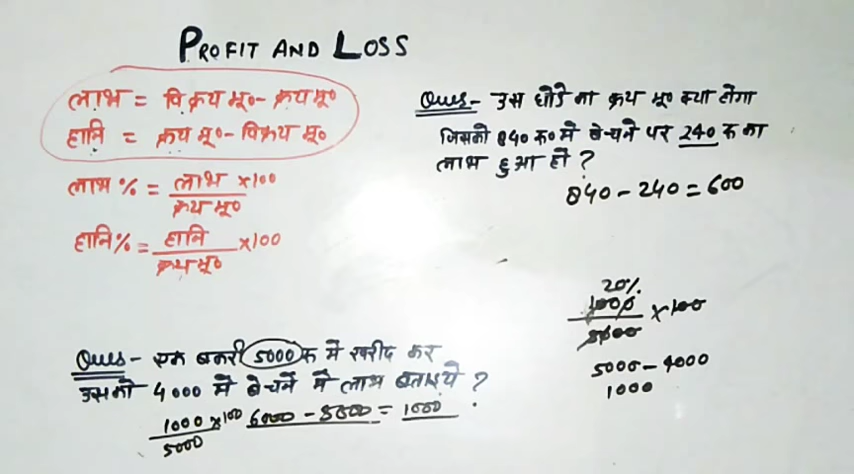 PROFIT AND LOSS
लाभ = विक्रय मू० - क्रय मू०
हानि = क्रय मू० - विक्रय मू०
लाभ % = लाभ ×100
क्रय मू०
हानि % = हानि ×100
क्रय मू०
Ques - उस घोडे का क्रय मू० क्या होगा
जिसको 840 रु० मे बेचने पर 240 रु का
लाभ हुआ हो ?
840 - 240 = 600
20%
1000 ×100
5000
5000 - 4000
1000
Ques - एक बकरी 5000 रु में खरीद कर
उसको 4000 में बेचनें में लाभ बताइये ?
1000 ×100 6000 - 5000 = 1000
5000